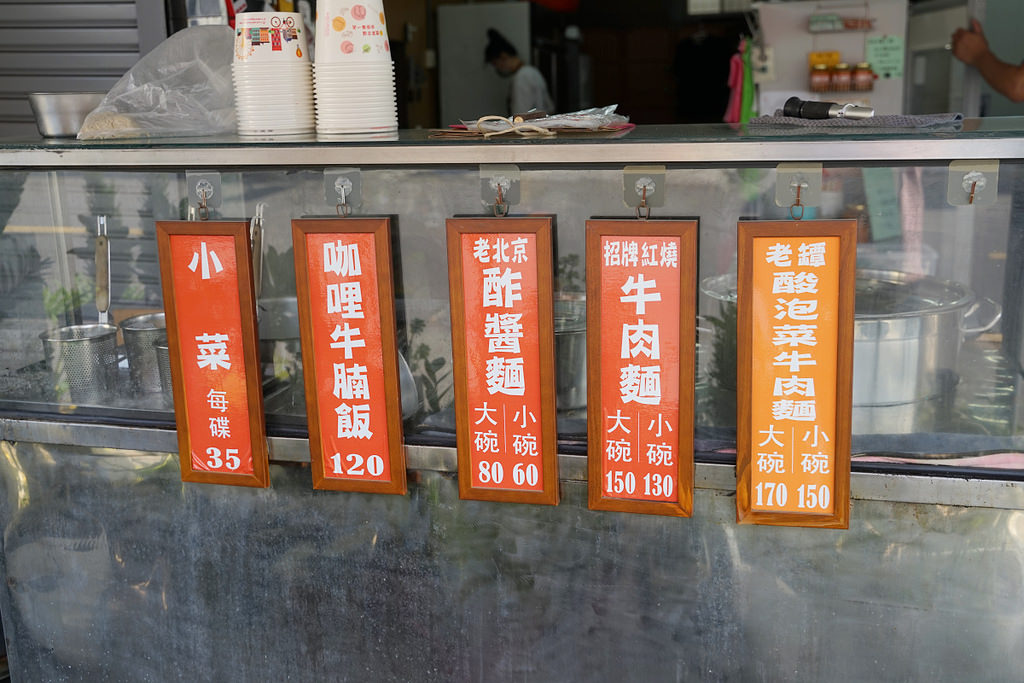 小菜
每碟
35
咖哩牛腩飯
120
老北京
酢醬麵
大碗
80
小碗
60
招牌紅燒
牛肉麵
大碗
150
小碗
130
老鐔
酸泡菜牛肉麵
大碗
170
小碗
150